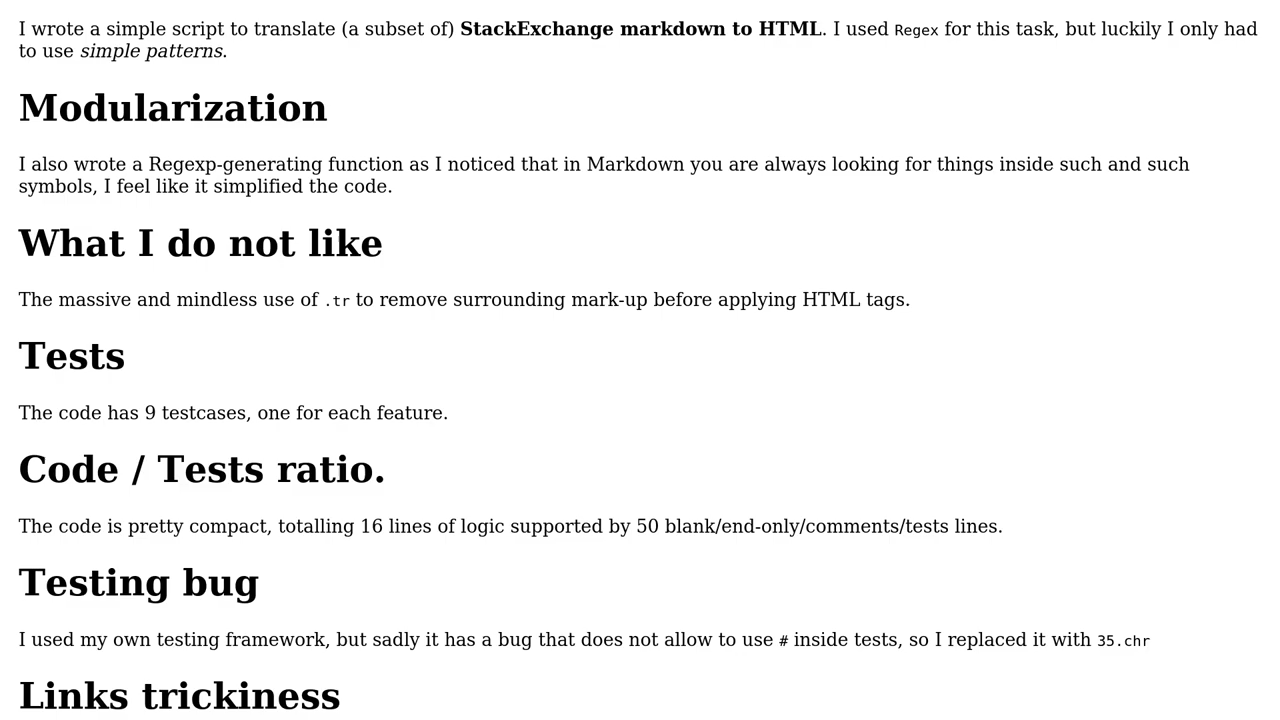 I wrote a simple script to translate (a subset of) StackExchange markdown to HTML. I used Regex for this task, but luckily I only had
to use simple patterns.
Modularization
I also wrote a Regexp-generating function as I noticed that in Markdown you are always looking for things inside such and such
symbols, I feel like it simplified the code.
What I do not like
The massive and mindless use of .tr to remove surrounding mark-up before applying HTML tags.
Tests
The code has 9 testcases, one for each feature.
Code / Tests ratio.
The code is pretty compact, totalling 16 lines of logic supported by 50 blank/end-only/comments/tests lines.
Testing bug
I used my own testing framework, but sadly it has a bug that does not allow to use # inside tests, so I replaced it with 35.chr
Links trickiness